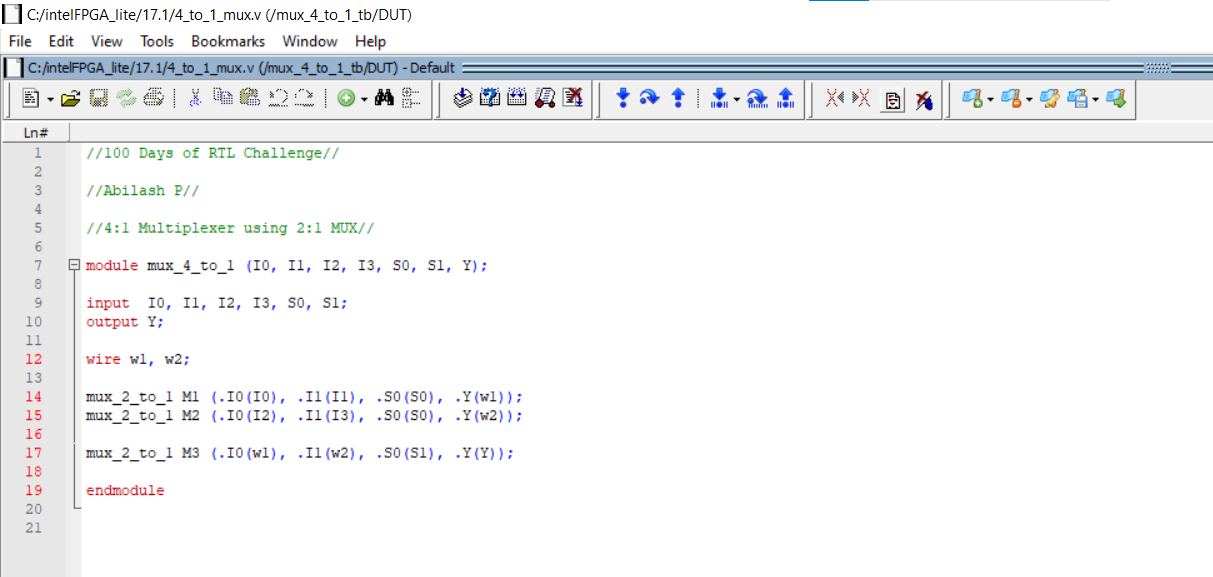 C:/intelFPGA_lite/17.1/4_to_1_mux.v (/mux_4_to_1_tb/DUT)
File Edit View Tools Bookmarks Window Help
C:/intelFPGA_lite/17.1/4_to_1_mux.v (/mux_4_to_1_tb/DUT) - Default
Ln#
1 //100 Days of RTL Challenge//
2
3 //Abilash P//
4
5 //4:1 Multiplexer using 2:1 MUX//
6
7 module mux_4_to_1 (I0, I1, I2, I3, S0, S1, Y);
8
9 input  I0, I1, I2, I3, S0, S1;
10 output Y;
11
12 wire w1, w2;
13
14 mux_2_to_1 M1 (.I0(I0), .I1(I1), .S0(S0), .Y(w1));
15 mux_2_to_1 M2 (.I0(I2), .I1(I3), .S0(S0), .Y(w2));
16
17 mux_2_to_1 M3 (.I0(w1), .I1(w2), .S0(S1), .Y(Y));
18
19 endmodule
20
21